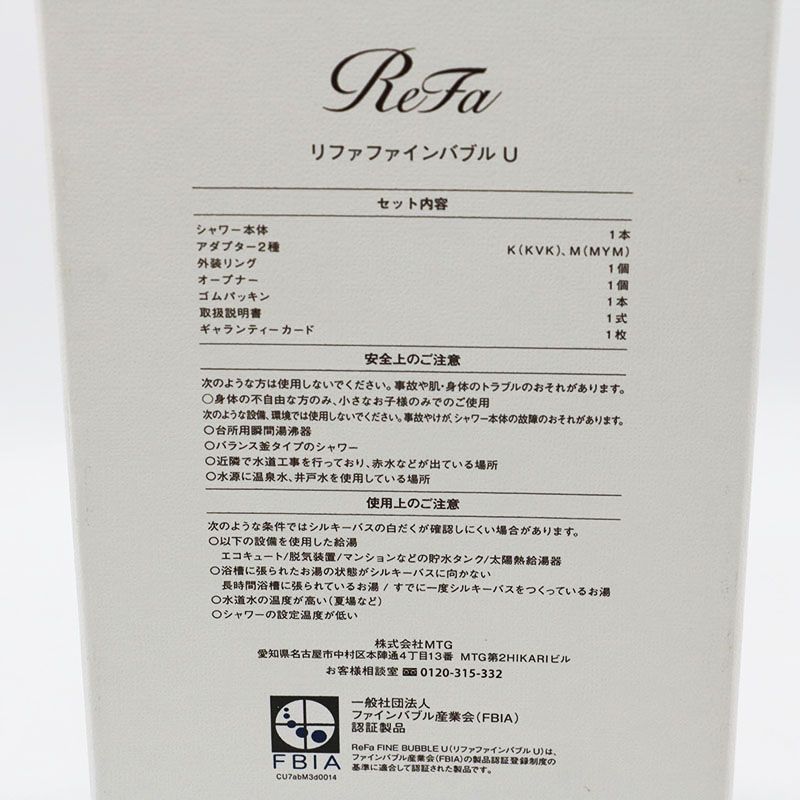 ReFa
リファファインバブル U
セット内容
シャワー本体 1本
アダプター2種 K(KVK)、M(MYM)
外装リング 1個
オープナー 1個
ゴムパッキン 1本
取扱説明書 1式
ギャランティーカード 1枚
安全上のご注意
次のような方は使用しないでください。事故や肌・身体のトラブルのおそれがあります。
○身体の不自由な方のみ、小さなお子様のみでのご使用
次のような設備、環境では使用しないでください。事故やけが、シャワー本体の故障のおそれがあります。
○台所用瞬間湯沸器
○バランス釜タイプのシャワー
○近隣で水道工事を行っており、赤水などが出ている場所
○水源に温泉水、井戸水を使用している場所
使用上のご注意
次のような条件ではシルキーバスの白だくが確認しにくい場合があります。
○以下の設備を使用した給湯
エコキュート/脱気装置/マンションなどの貯水タンク/太陽熱給湯器
○浴槽に張られたお湯の状態がシルキーバスに向かない
長時間浴槽に張られているお湯 / すでに一度シルキーバスをつくっているお湯
○水道水の温度が高い(夏場など)
○シャワーの設定温度が低い
株式会社MTG
愛知県名古屋市中村区本陣通4丁目13番 MTG第2HIKARIビル
お客様相談室 0120-315-332
一般社団法人
ファインバブル産業会(FBIA)
認証製品
FBIA
CU7abM3d0014
ReFa FINE BUBBLE U(リファファインバブル U)は、
ファインバブル産業会(FBIA)の製品認証登録制度の
基準に適合して認証された製品です。